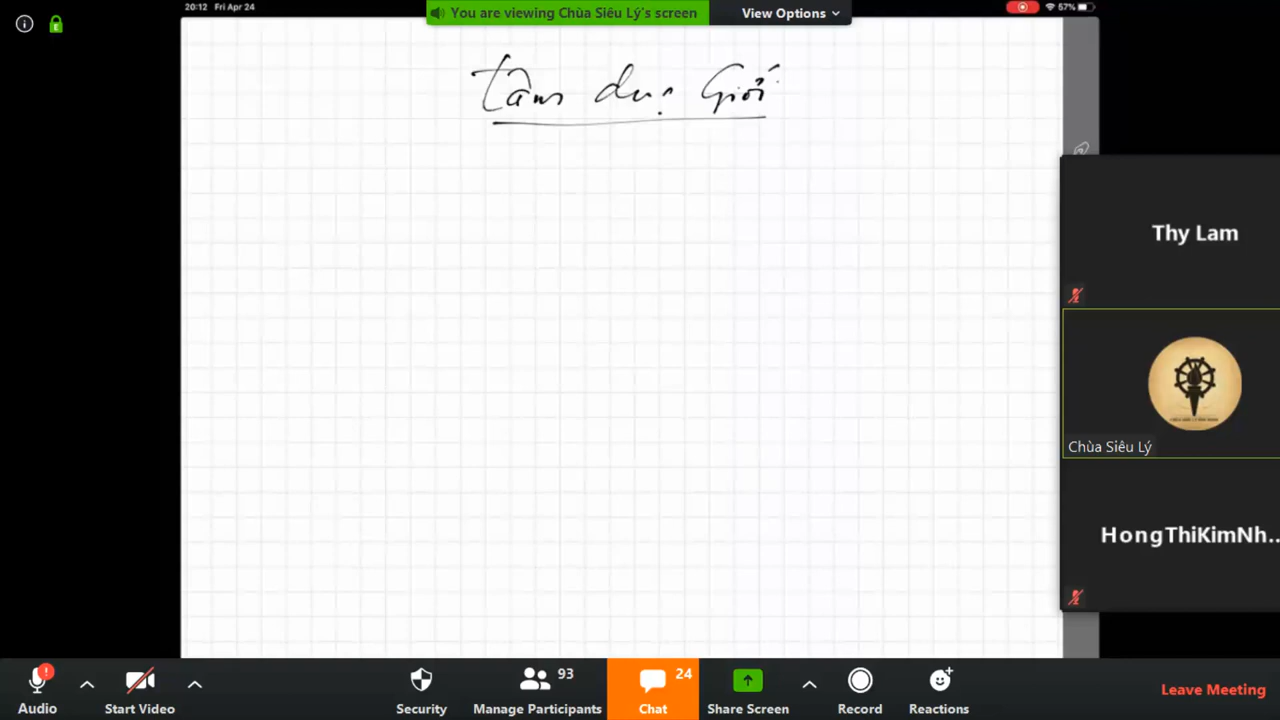 20:12 Fri Apr 24
You are viewing Chùa Siêu Lý's screen
View Options
57%
Tâm dục Giới
Thy Lam
Chùa Siêu Lý
HongThiKimNh...
Audio
Start Video
Security
Manage Participants
93
Chat
24
Share Screen
Record
Reactions
Leave Meeting